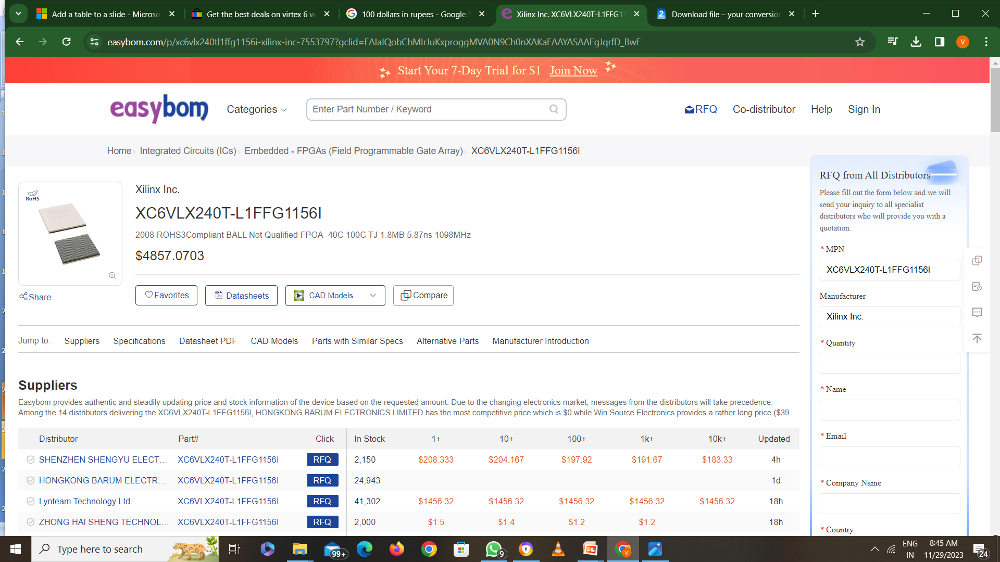 Add a table to a slide - Microso
Get the best deals on virtex 6 w
100 dollars in rupees - Google S
Xilinx Inc. XC6VLX240T-L1FFG11
Download file – your conversion
easybom.com/p/xc6vlx240tl1ffg1156i-xilinx-inc-7553797?gclid=EAIaIQobChMIrJuKxproggMVA0N9Ch0nXAKaEAAYASAAEgJqrfD_BwE
V
Start Your 7-Day Trial for $1 Join Now
easybom
Categories
Enter Part Number / Keyword
RFQ
Co-distributor
Help
Sign In
Home › Integrated Circuits (ICs) › Embedded - FPGAs (Field Programmable Gate Array) › XC6VLX240T-L1FFG1156I
RoHS
Share
Xilinx Inc.
XC6VLX240T-L1FFG1156I
2008 ROHS3Compliant BALL Not Qualified FPGA -40C 100C TJ 1.8MB 5.87ns 1098MHz
$4857.0703
Favorites
Datasheets
CAD Models
Compare
Jump to: Suppliers Specifications Datasheet PDF CAD Models Parts with Similar Specs Alternative Parts Manufacturer Introduction
Suppliers
Easybom provides authentic and steadily updating price and stock information of the device based on the requested amount. Due to the changing electronics market, messages from the distributors will take precedence.
Among the 14 distributors delivering the XC6VLX240T-L1FFG1156I, HONGKONG BARUM ELECTRONICS LIMITED has the most competitive price which is $0 while Win Source Electronics provides a rather long price ($39...
Distributor Part# Click In Stock 1+ 10+ 100+ 1k+ 10k+ Updated
SHENZHEN SHENGYU ELECT... XC6VLX240T-L1FFG1156I RFQ 2,150 $208.333 $204.167 $197.92 $191.67 $183.33 4h
HONGKONG BARUM ELECTR... XC6VLX240T-L1FFG1156I RFQ 24,943 1d
Lynteam Technology Ltd. XC6VLX240T-L1FFG1156I RFQ 41,302 $1456.32 $1456.32 $1456.32 $1456.32 $1456.32 18h
ZHONG HAI SHENG TECHNOL... XC6VLX240T-L1FFG1156I RFQ 2,000 $1.5 $1.4 $1.2 $1.2 18h
RFQ from All Distributors
Please fill out the form below and we will
send your inquiry to all specialist
distributors who will provide you with a
quotation.
* MPN
XC6VLX240T-L1FFG1156I
Manufacturer
Xilinx Inc.
* Quantity
* Name
* Email
* Company Name
* Country
Type here to search
99+
9
V
ENG
IN
8:45 AM
11/29/2023
24